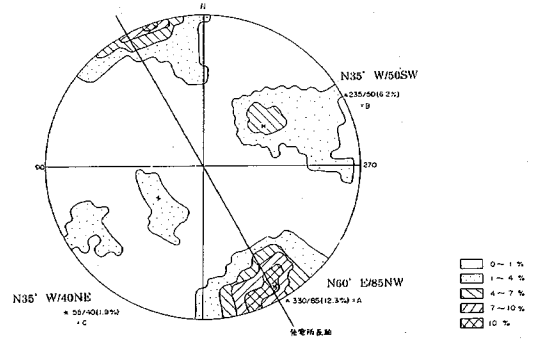 N
N35° W/50SW
* 235/50(6.2%)
= B
90
270
N35° W/40NE
* 55/40(1.9%)
= C
N60° E/85NW
* 330/85(12.3%) = A
発電所長軸
0 ~ 1 %
1 ~ 4 %
4 ~ 7 %
7 ~ 10 %
10 %